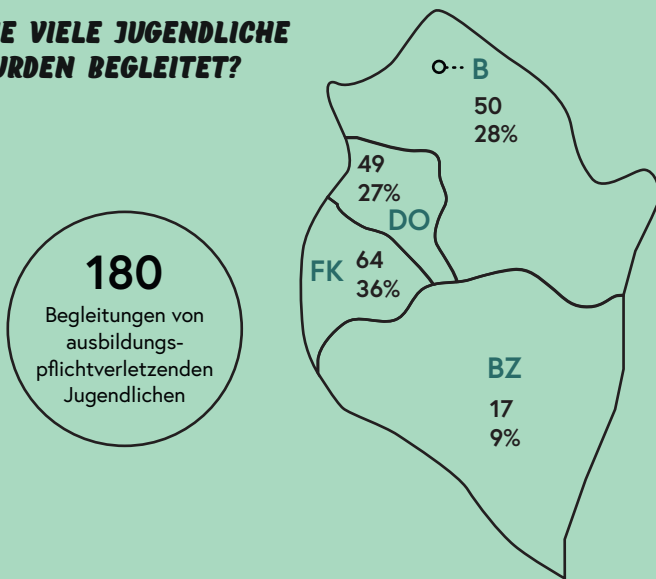 E VIELE JUGENDLICHE
URDEN BEGLEITET?
B
50
28%
49
27%
DO
FK
64
36%
180
Begleitungen von
ausbildungs-
pflichtverletzenden
Jugendlichen
BZ
17
9%